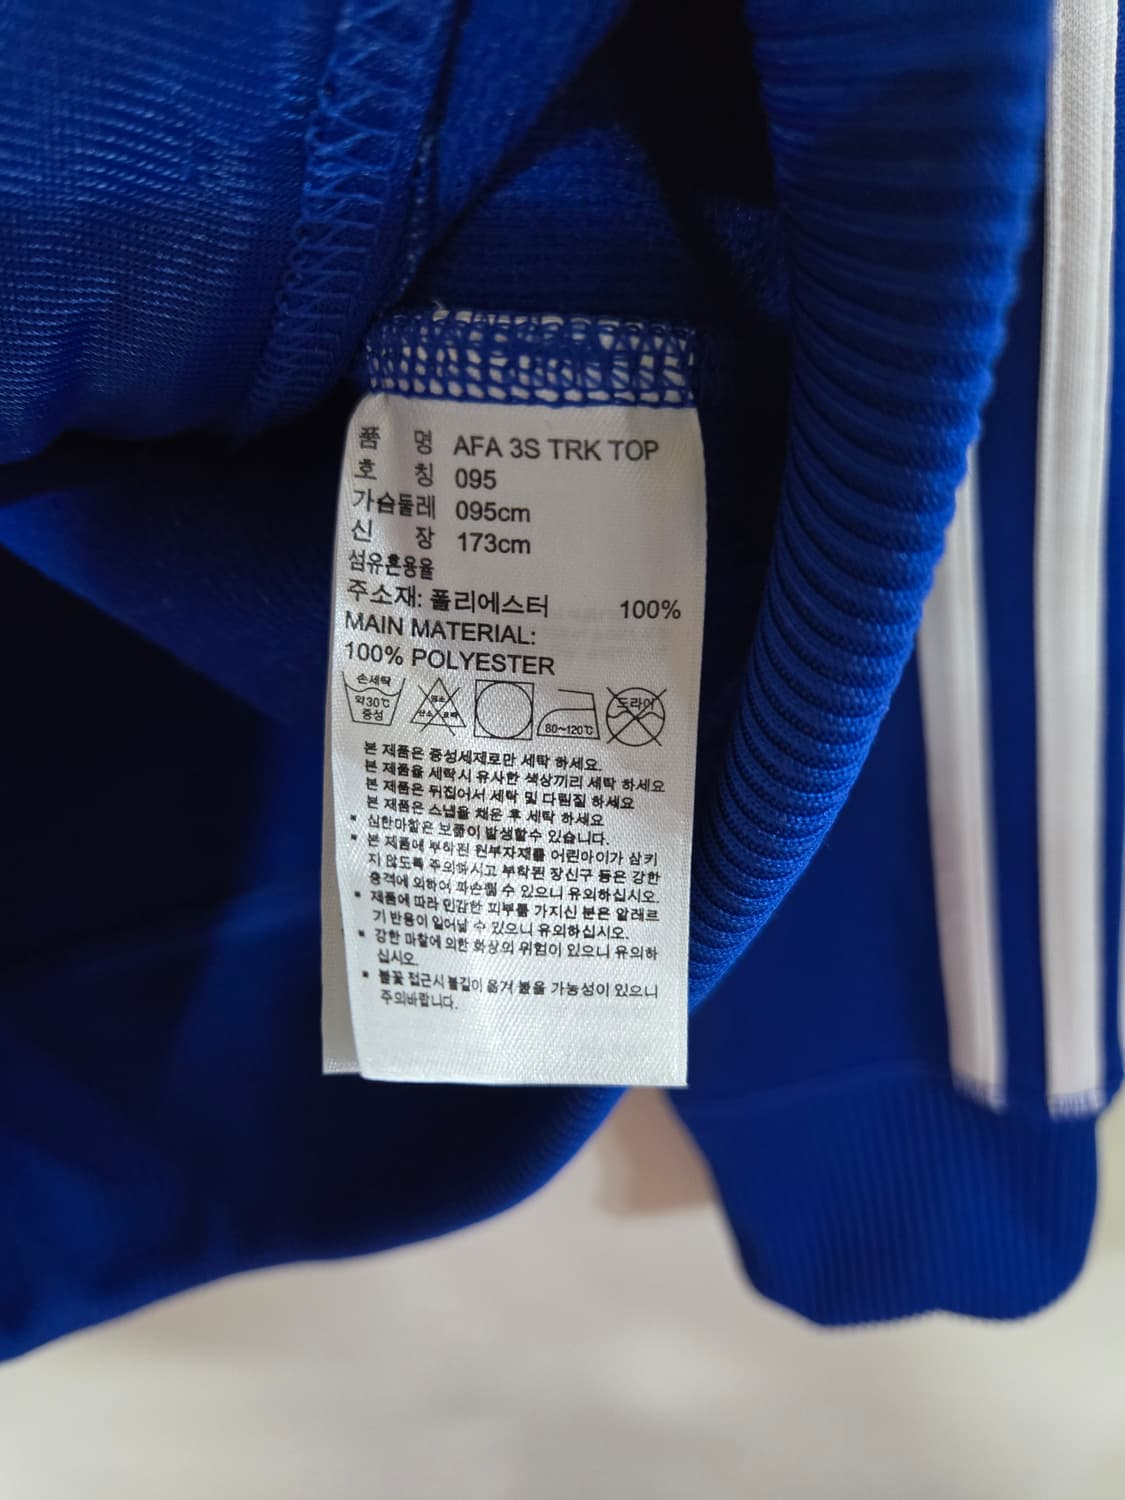 품 명 AFA 3S TRK TOP
호 칭 095
가슴둘레 095cm
신 장 173cm
섬유혼용율
주소재: 폴리에스터 100%
MAIN MATERIAL:
100% POLYESTER
손세탁
약30℃
중성
80~120℃
드라이
본 제품은 중성세제로만 세탁 하세요
본 제품을 세탁시 유사한 색상끼리 세탁 하세요
본 제품은 뒤집어서 세탁 및 다림질 하세요
본 제품은 스냅을 채운 후 세탁 하세요
* 심한마찰은 보풀이 발생할수 있습니다.
* 본 제품에 부착된 원부자재를 어린아이가 삼키
지 않도록 주의하시고 부착된 장신구 등은 강한
충격에 의하여 파손될 수 있으니 유의하십시오.
* 제품에 따라 민감한 피부를 가지신 분은 알레르
기 반응이 일어날 수 있으니 유의하십시오.
* 강한 마찰에 의한 화상의 위험이 있으니 유의하
십시오.
* 불꽃 접근시 불길이 옮겨 붙을 가능성이 있으니
주의바랍니다.